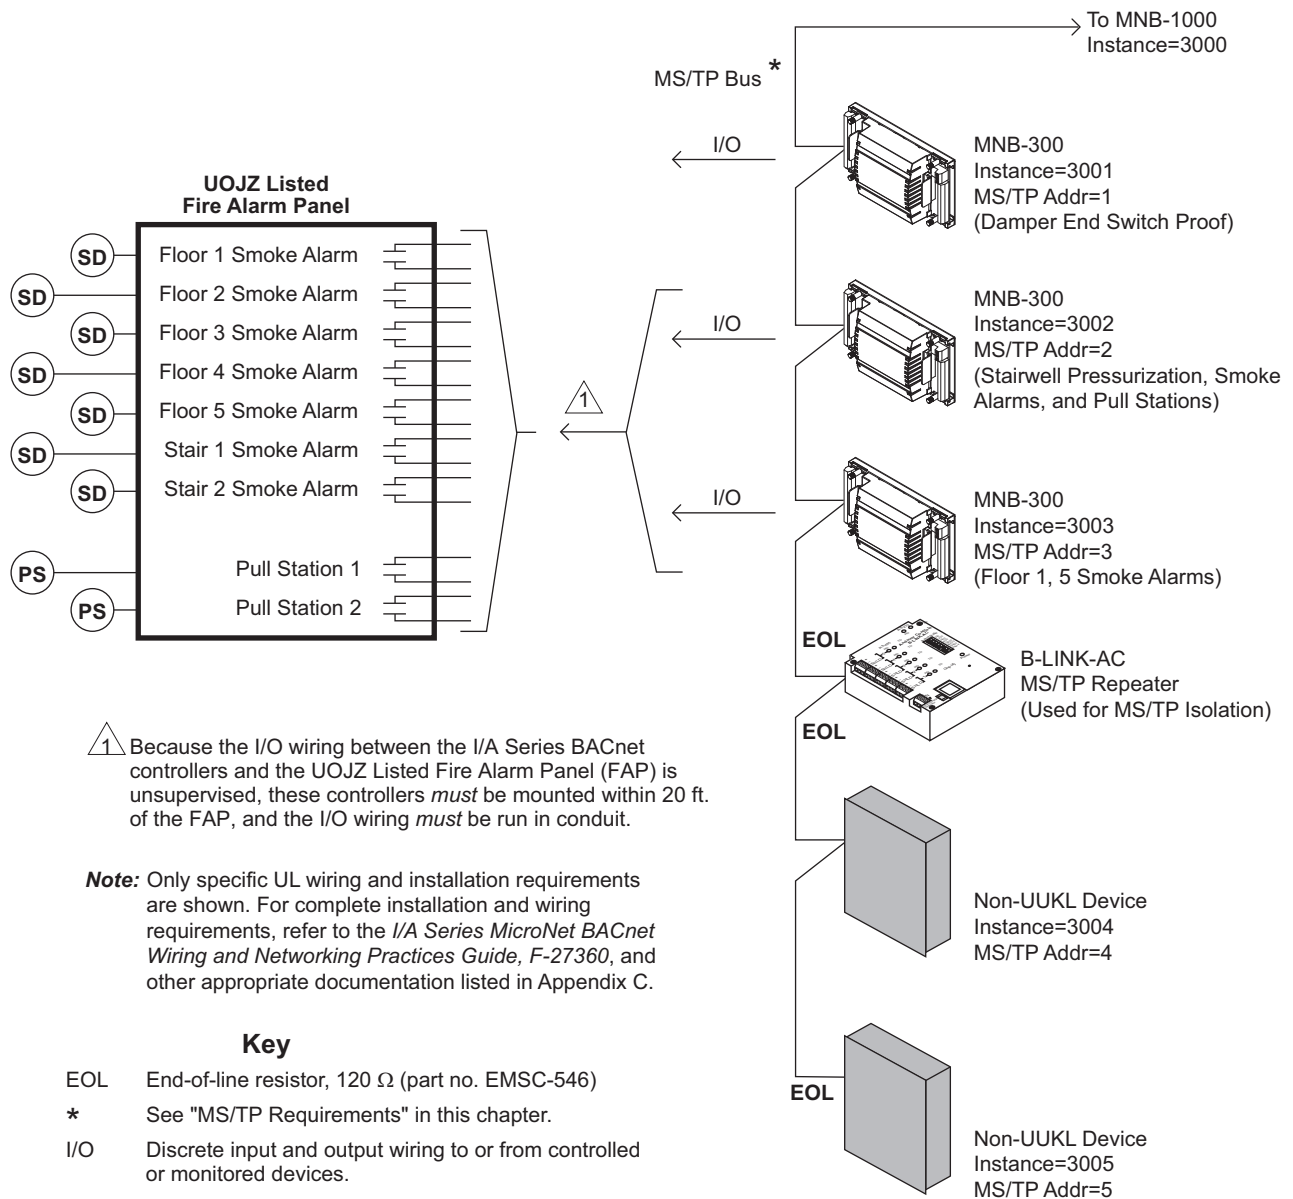 To MNB-1000
Instance=3000
MS/TP Bus *
I/O
MNB-300
Instance=3001
MS/TP Addr=1
(Damper End Switch Proof)
UOJZ Listed
Fire Alarm Panel
SD
Floor 1 Smoke Alarm
SD
Floor 2 Smoke Alarm
SD
Floor 3 Smoke Alarm
SD
Floor 4 Smoke Alarm
SD
Floor 5 Smoke Alarm
SD
Stair 1 Smoke Alarm
SD
Stair 2 Smoke Alarm
PS
Pull Station 1
PS
Pull Station 2
1
I/O
MNB-300
Instance=3002
MS/TP Addr=2
(Stairwell Pressurization, Smoke
Alarms, and Pull Stations)
I/O
MNB-300
Instance=3003
MS/TP Addr=3
(Floor 1, 5 Smoke Alarms)
EOL
B-LINK-AC
MS/TP Repeater
(Used for MS/TP Isolation)
EOL
1 Because the I/O wiring between the I/A Series BACnet
controllers and the UOJZ Listed Fire Alarm Panel (FAP) is
unsupervised, these controllers must be mounted within 20 ft.
of the FAP, and the I/O wiring must be run in conduit.
Note: Only specific UL wiring and installation requirements
are shown. For complete installation and wiring
requirements, refer to the I/A Series MicroNet BACnet
Wiring and Networking Practices Guide, F-27360, and
other appropriate documentation listed in Appendix C.
Non-UUKL Device
Instance=3004
MS/TP Addr=4
Key
EOL End-of-line resistor, 120 Ω (part no. EMSC-546)
* See "MS/TP Requirements" in this chapter.
I/O Discrete input and output wiring to or from controlled
or monitored devices.
EOL
Non-UUKL Device
Instance=3005
MS/TP Addr=5